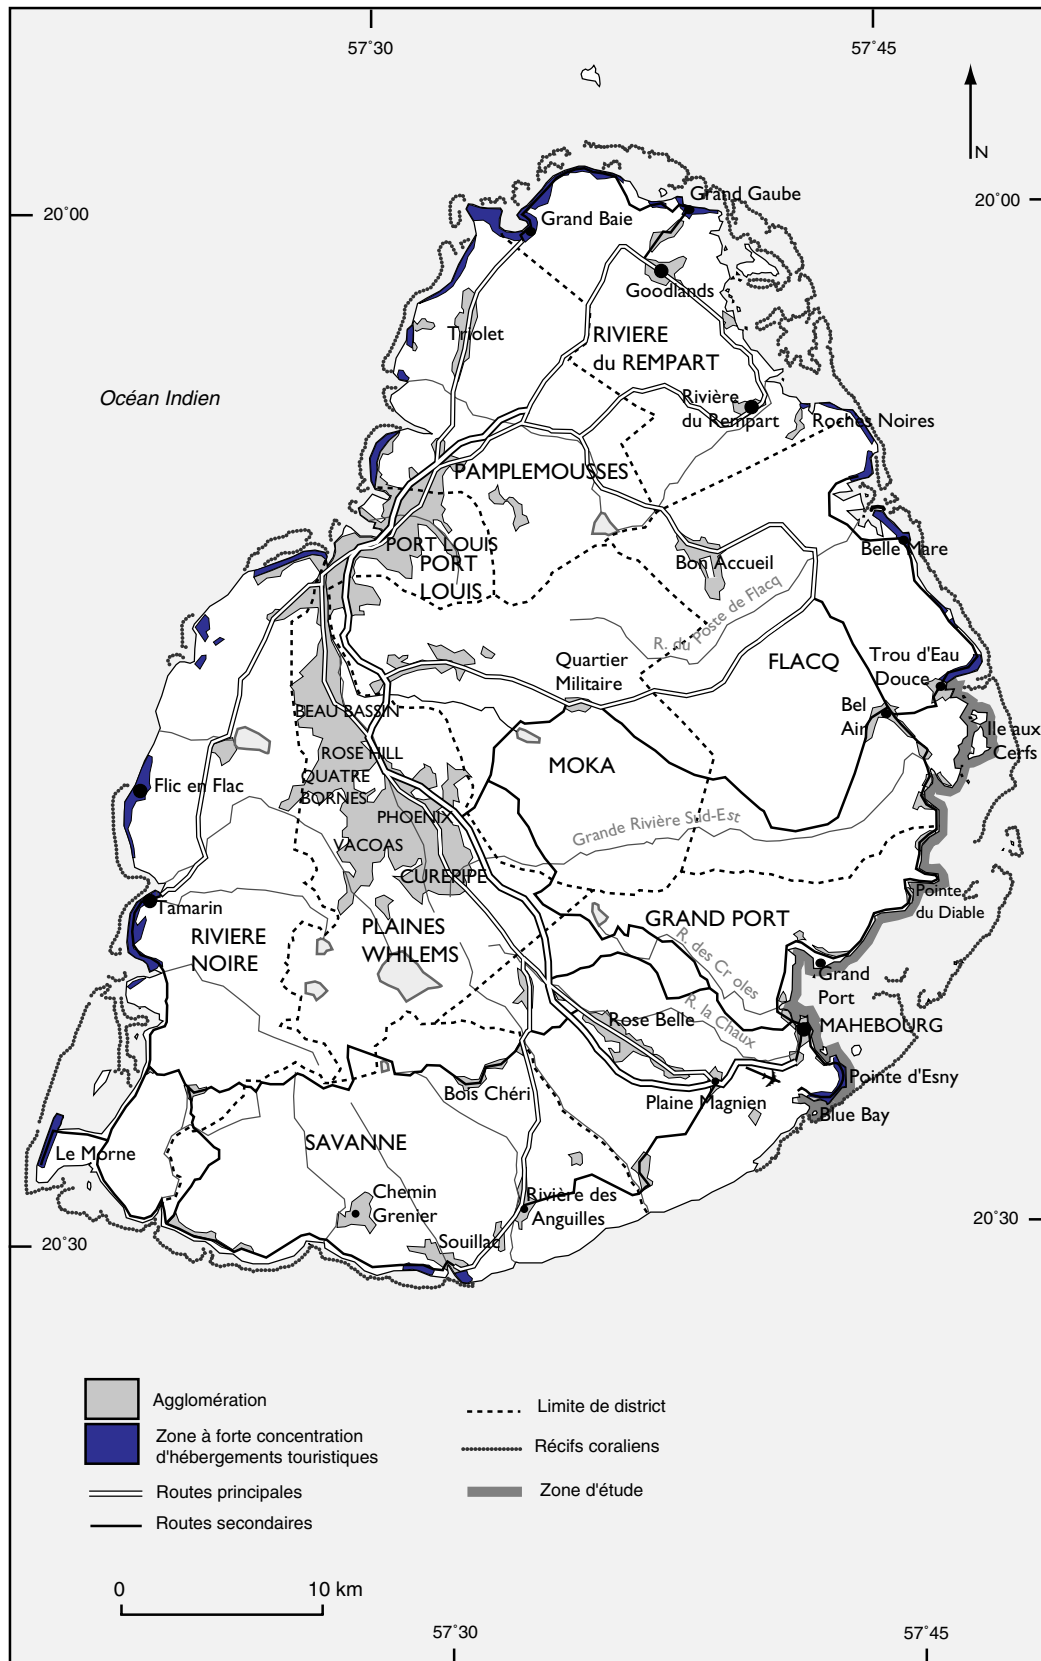 57°30
57°45
N
20°00
20°00
Grand Gaube
Grand Baie
Goodlands
Triolet
RIVIERE
du REMPART
Océan Indien
Rivière
du Rempart
Roches Noires
PAMPLEMOUSSES
PORT LOUIS
PORT
LOUIS
Belle Mare
Bon Accueil
R. du Poste de Flacq
Quartier
Militaire
FLACQ
Trou d'Eau
Douce
Bel
Air
Ile aux
Cerfs
BEAU BASSIN
ROSE HILL
QUATRE
BORNES
MOKA
Flic en Flac
PHOENIX
Grande Rivière Sud-Est
VACOAS
CUREPIPE
Pointe
du Diable
Tamarin
RIVIERE
NOIRE
PLAINES
WHILEMS
GRAND PORT
R. des Cr oles
Grand
Port
R. la Chaux
Rose Belle
MAHEBOURG
Bois Chéri
Plaine Magnien
Pointe d'Esny
Blue Bay
Le Morne
SAVANNE
Chemin
Grenier
Rivière des
Anguilles
Souillac
20°30
20°30
Agglomération
Zone à forte concentration
d'hébergements touristiques
Routes principales
Routes secondaires
Limite de district
Récifs coraliens
Zone d'étude
0 10 km
57°30
57°45